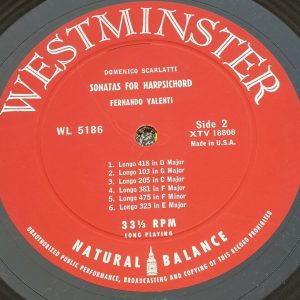 WESTMINSTER
DOMENICO SCARLATTI
SONATAS FOR HARPSICHORD
FERNANDO VALENTI
WL 5186
Side 2
XTV 18806
Made in U.S.A.
1. Longo 418 in D Major
2. Longo 103 in G Major
3. Longo 205 in C Major
4. Longo 381 in F Major
5. Longo 475 in F Minor
6. Longo 323 in E Major
33⅓ RPM
LONG PLAYING
NATURAL BALANCE
UNAUTHORIZED PUBLIC PERFORMANCE, BROADCASTING AND COPYING OF THIS RECORD PROHIBITED